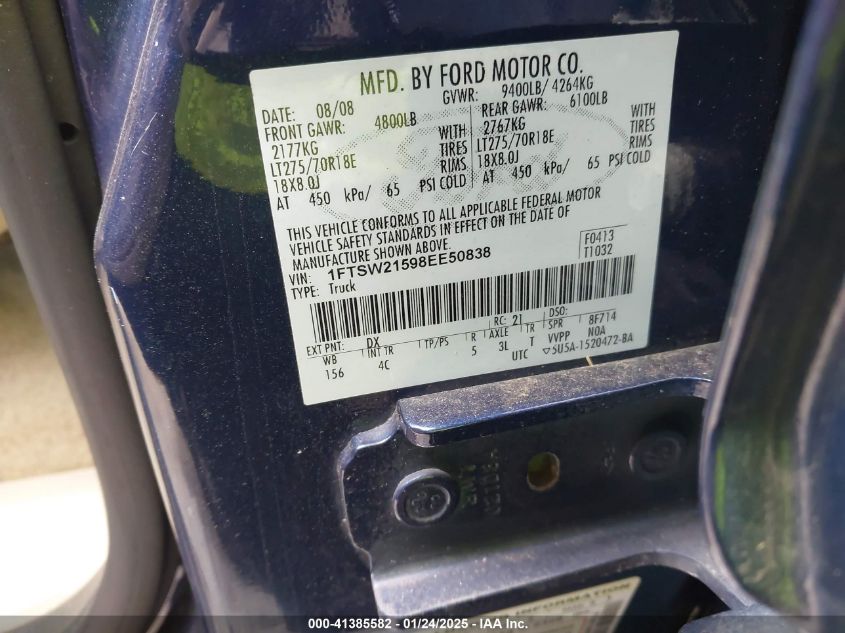 MFD. BY FORD MOTOR CO.
DATE: 08/08 GVWR: 9400LB/ 4264KG
FRONT GAWR: 4800LB REAR GAWR: 6100LB
2177KG WITH 2767KG WITH
LT275/70R18E TIRES LT275/70R18E TIRES
18X8.0J RIMS 18X8.0J RIMS
AT 450 kPa/ 65 PSI COLD AT 450 kPa/ 65 PSI COLD
THIS VEHICLE CONFORMS TO ALL APPLICABLE FEDERAL MOTOR
VEHICLE SAFETY STANDARDS IN EFFECT ON THE DATE OF
MANUFACTURE SHOWN ABOVE.
VIN: 1FTSW21598EE50838 F0413
TYPE: Truck T1032
EXT PNT: DX RC: 21 DSO:
WB INT TR TP/PS R AXLE TR SPR 8F714
156 4C 5 3L T VVPP N0A
UTC 5U5A-1520472-BA
INFORMATION
000-41385582 - 01/24/2025 - IAA Inc.